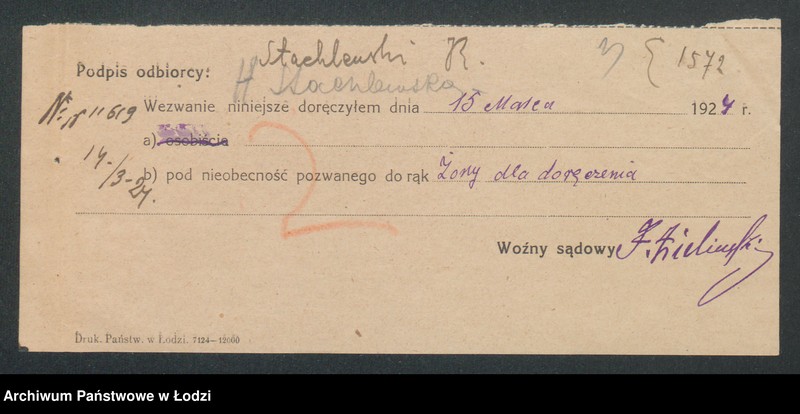 Stachlewski K. 1572
Podpis odbiorcy: H Stachlewska
Nr 11619 Wezwanie niniejsze doręczyłem dnia 15 Marca 1924 r.
a) osobiście
14/3-24.
b) pod nieobecność pozwanego do rąk Żony dla doręczenia
2
Woźny sądowy
Druk. Państw. w Łodzi. 7124—12000
Archiwum Państwowe w Łodzi